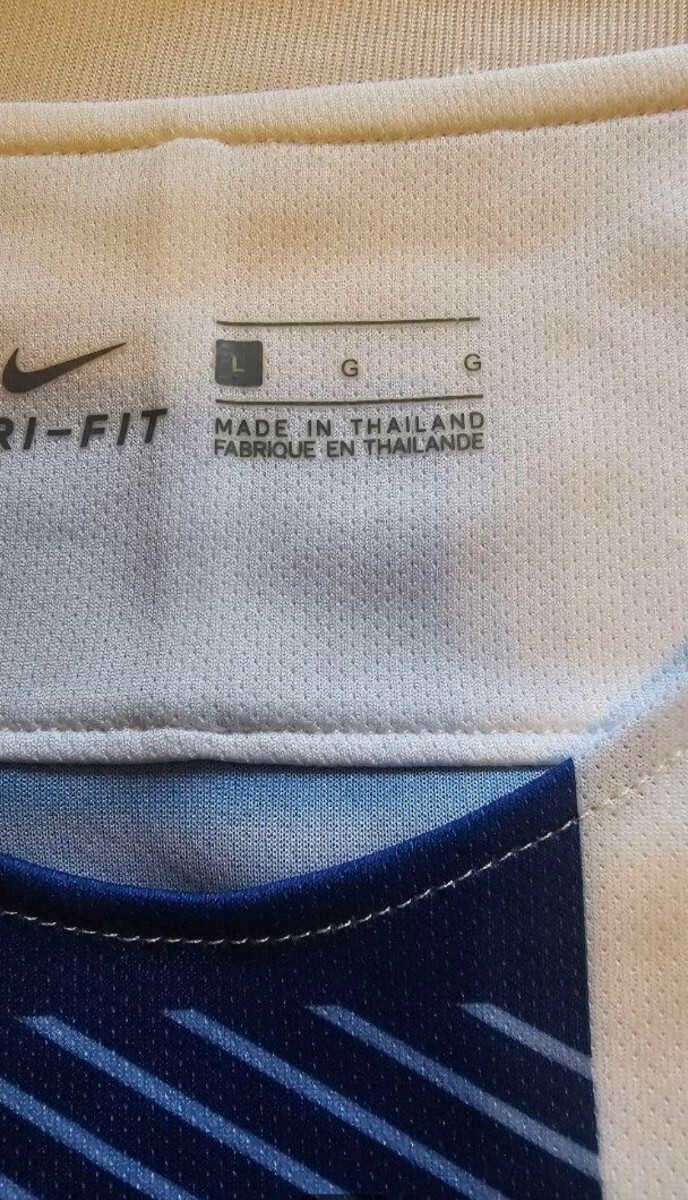 RI-FIT
L G G
MADE IN THAILAND
FABRIQUE EN THAILANDE